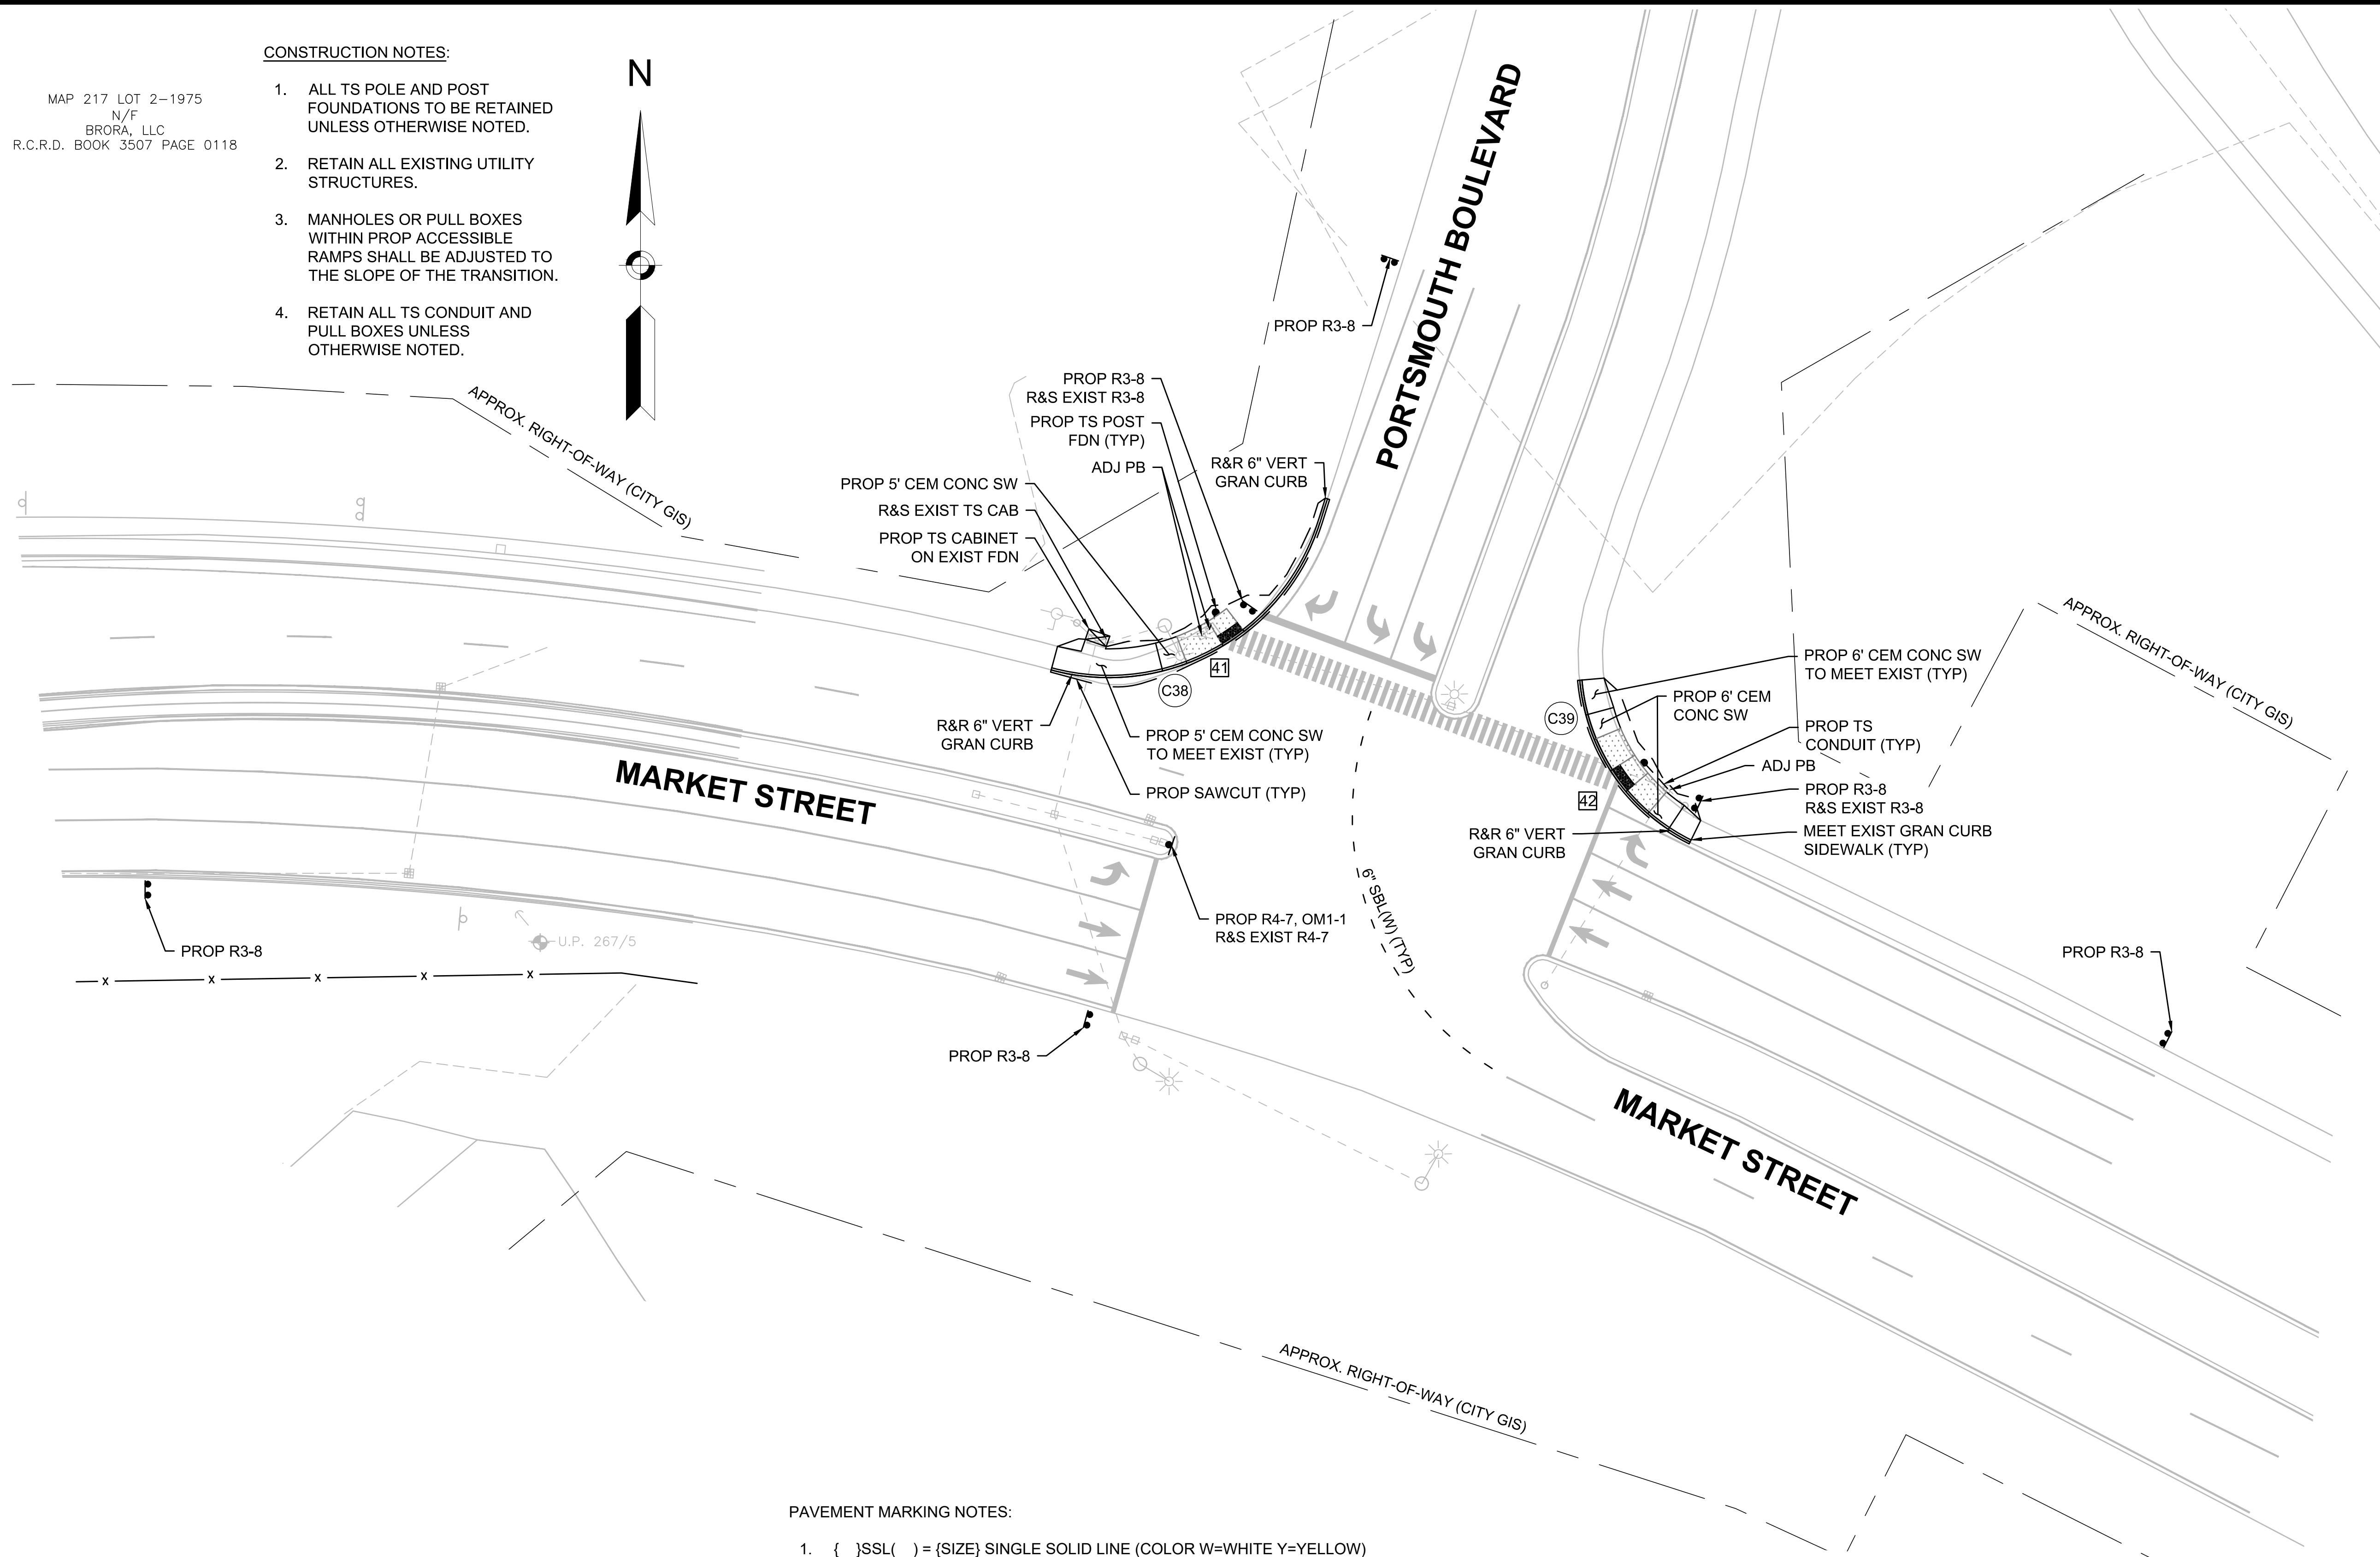 CONSTRUCTION NOTES:
1. ALL TS POLE AND POST
FOUNDATIONS TO BE RETAINED
UNLESS OTHERWISE NOTED.
2. RETAIN ALL EXISTING UTILITY
STRUCTURES.
3. MANHOLES OR PULL BOXES
WITHIN PROP ACCESSIBLE
RAMPS SHALL BE ADJUSTED TO
THE SLOPE OF THE TRANSITION.
4. RETAIN ALL TS CONDUIT AND
PULL BOXES UNLESS
OTHERWISE NOTED.
MAP 217 LOT 2-1975
N/F
BRORA, LLC
R.C.R.D. BOOK 3507 PAGE 0118
N
APPROX. RIGHT-OF-WAY (CITY GIS)
PORTSMOUTH BOULEVARD
PROP R3-8
PROP R3-8
R&S EXIST R3-8
PROP TS POST
FDN (TYP)
ADJ PB
R&R 6" VERT
GRAN CURB
PROP 5' CEM CONC SW
R&S EXIST TS CAB
PROP TS CABINET
ON EXIST FDN
41
C38
R&R 6" VERT
GRAN CURB
PROP 5' CEM CONC SW
TO MEET EXIST (TYP)
PROP SAWCUT (TYP)
MARKET STREET
APPROX. RIGHT-OF-WAY (CITY GIS)
PROP 6' CEM CONC SW
TO MEET EXIST (TYP)
PROP 6' CEM
CONC SW
C39
PROP TS
CONDUIT (TYP)
ADJ PB
PROP R3-8
R&S EXIST R3-8
42
R&R 6" VERT
GRAN CURB
MEET EXIST GRAN CURB
SIDEWALK (TYP)
6" SBL(W) (TYP)
PROP R4-7, OM1-1
R&S EXIST R4-7
PROP R3-8
U.P. 267/5
X X X X X
PROP R3-8
PROP R3-8
MARKET STREET
APPROX. RIGHT-OF-WAY (CITY GIS)
PAVEMENT MARKING NOTES:
1. { }SSL( ) = {SIZE} SINGLE SOLID LINE (COLOR W=WHITE Y=YELLOW)